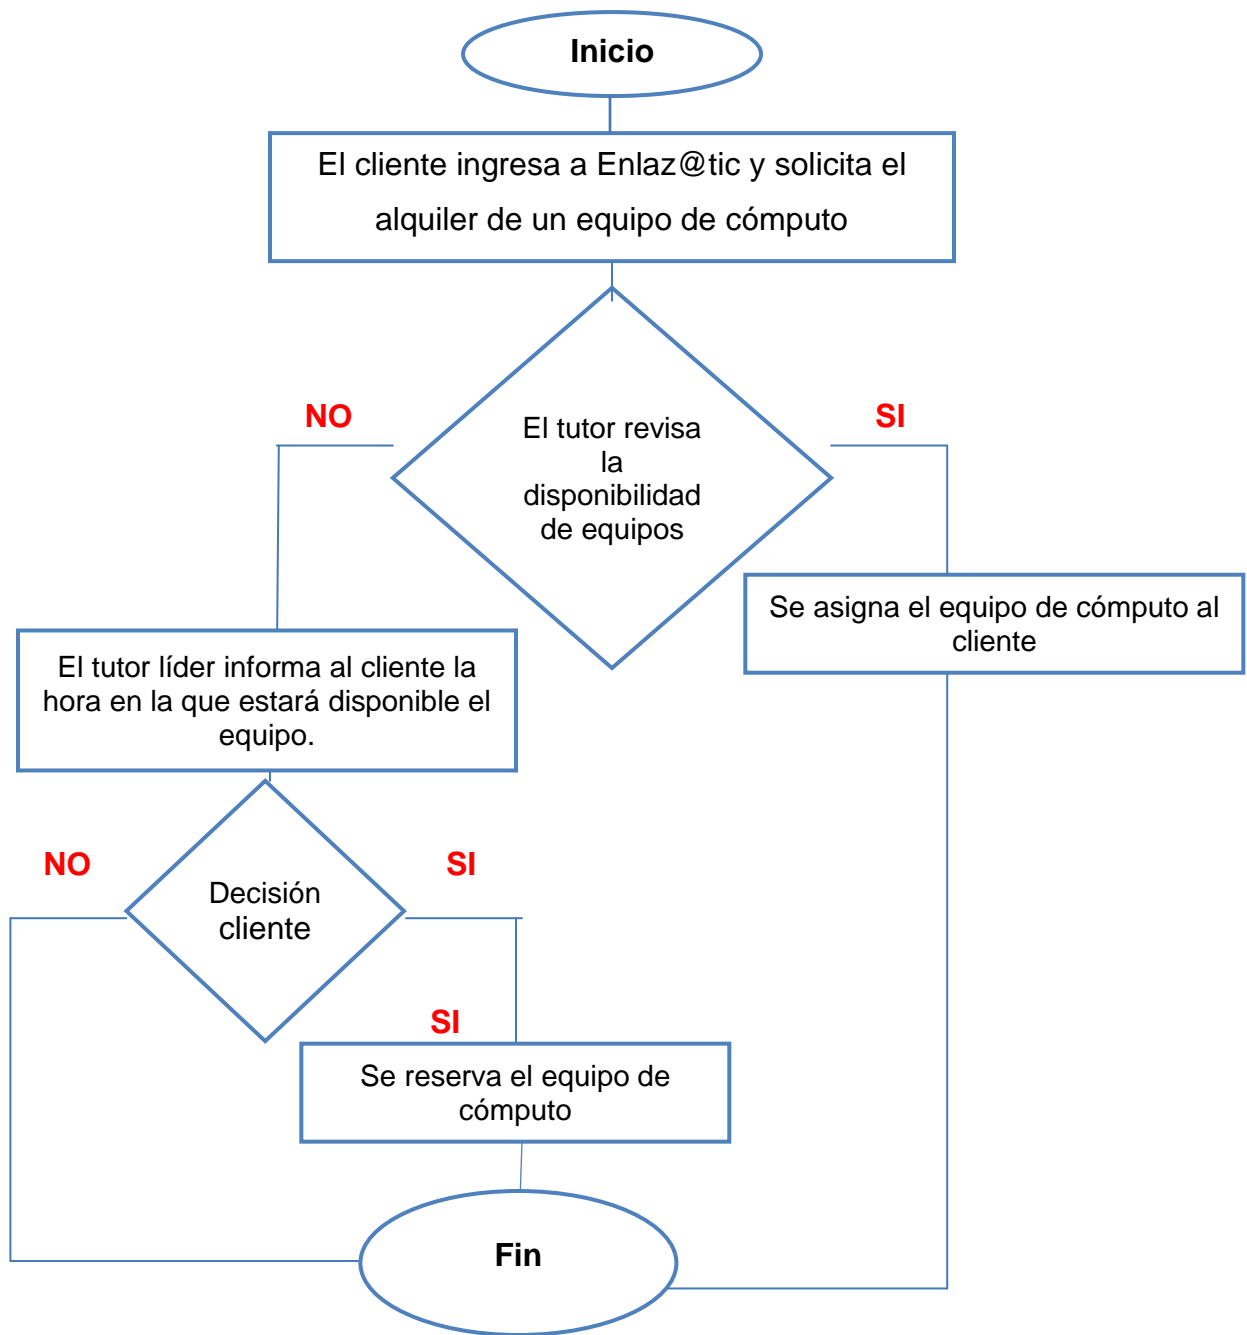 Inicio
El cliente ingresa a Enlaz@tic y solicita el
alquiler de un equipo de cómputo
NO
SI
El tutor revisa
la
disponibilidad
de equipos
Se asigna el equipo de cómputo al
cliente
El tutor líder informa al cliente la
hora en la que estará disponible el
equipo.
NO
SI
Decisión
cliente
SI
Se reserva el equipo de
cómputo
Fin